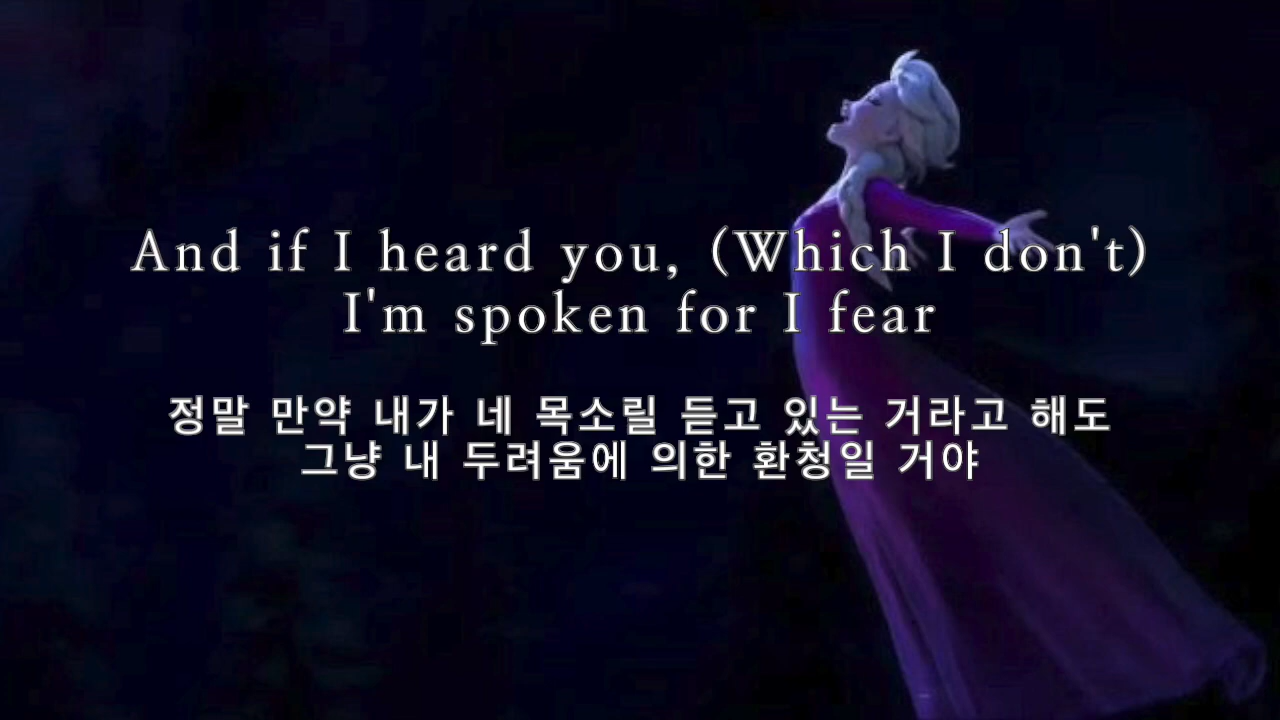 And if I heard you, (Which I don't)
I'm spoken for I fear
정말 만약 내가 네 목소릴 듣고 있는 거라고 해도
그냥 내 두려움에 의한 환청일 거야